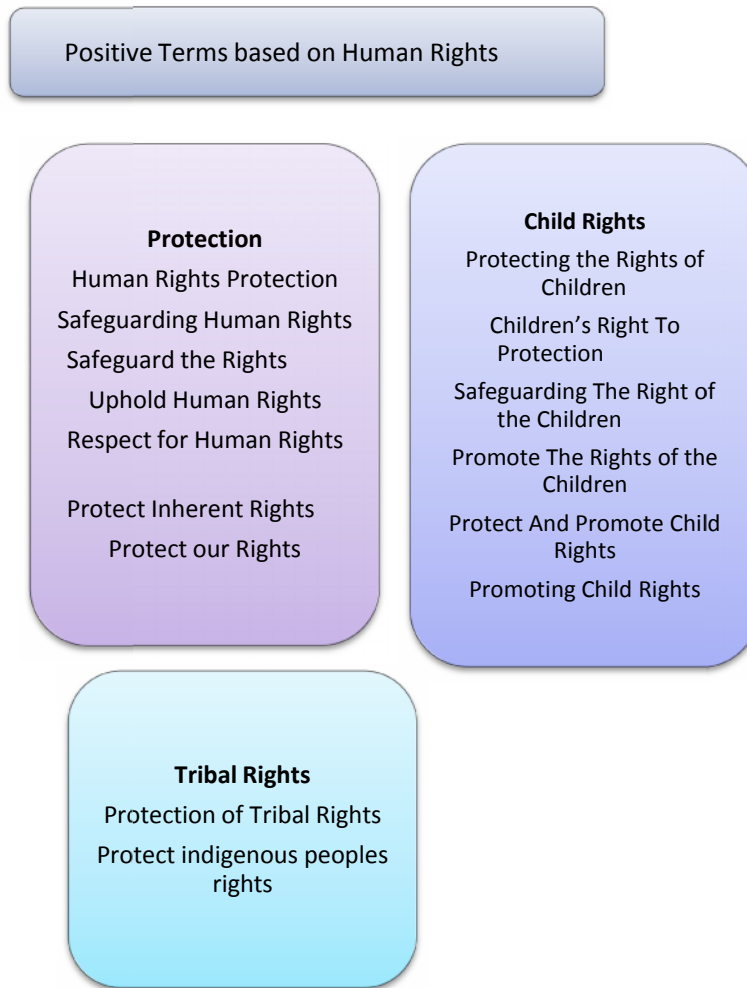 Positive Terms based on Human Rights
Protection
Human Rights Protection
Safeguarding Human Rights
Safeguard the Rights
Uphold Human Rights
Respect for Human Rights
Protect Inherent Rights
Protect our Rights
Child Rights
Protecting the Rights of
Children
Children’s Right To
Protection
Safeguarding The Right of
the Children
Promote The Rights of the
Children
Protect And Promote Child
Rights
Promoting Child Rights
Tribal Rights
Protection of Tribal Rights
Protect indigenous peoples
rights